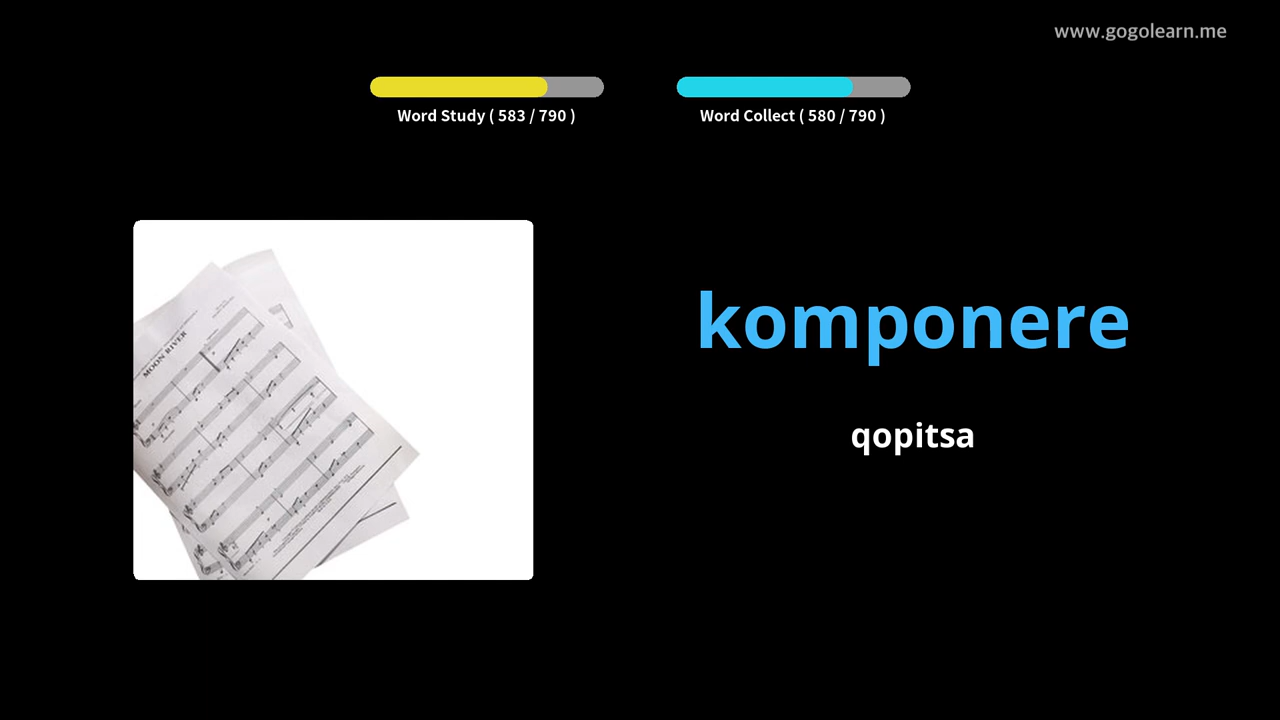 www.gogolearn.me
Word Study ( 583 / 790 )
Word Collect ( 580 / 790 )
MOON RIVER
komponere
qopitsa